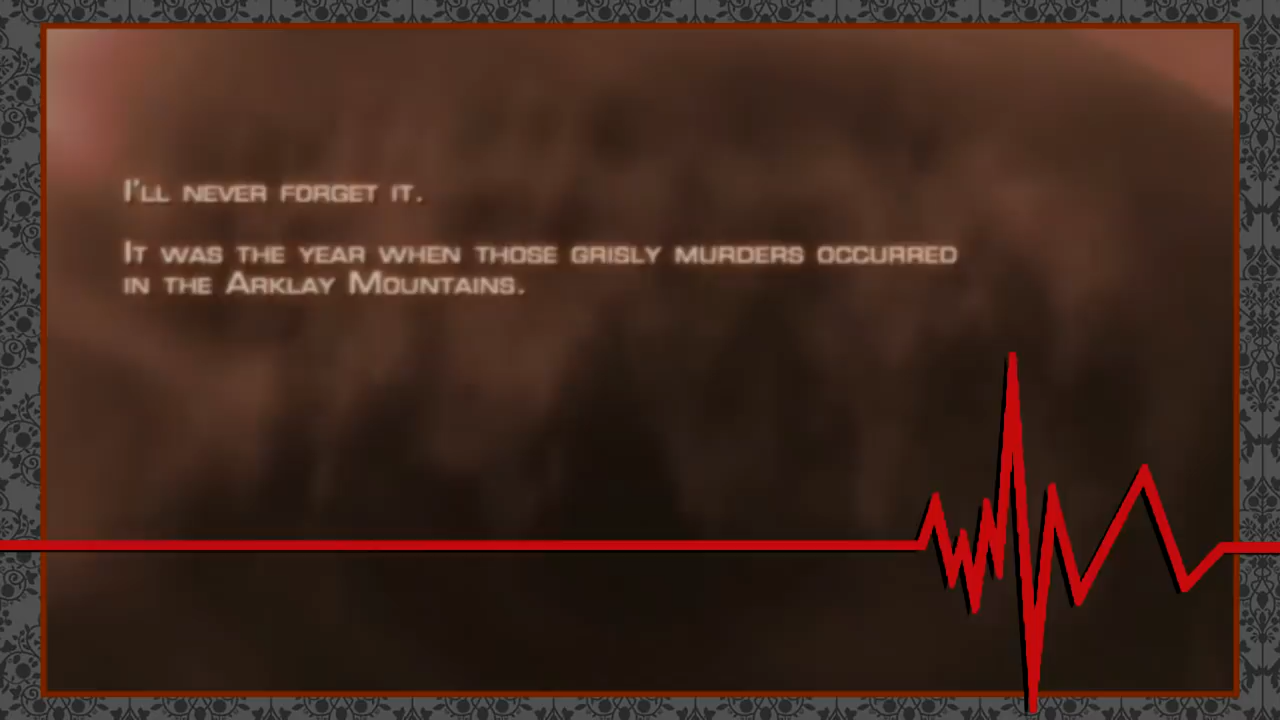 I'll never forget it.
It was the year when those grisly murders occurred
in the Arklay Mountains.